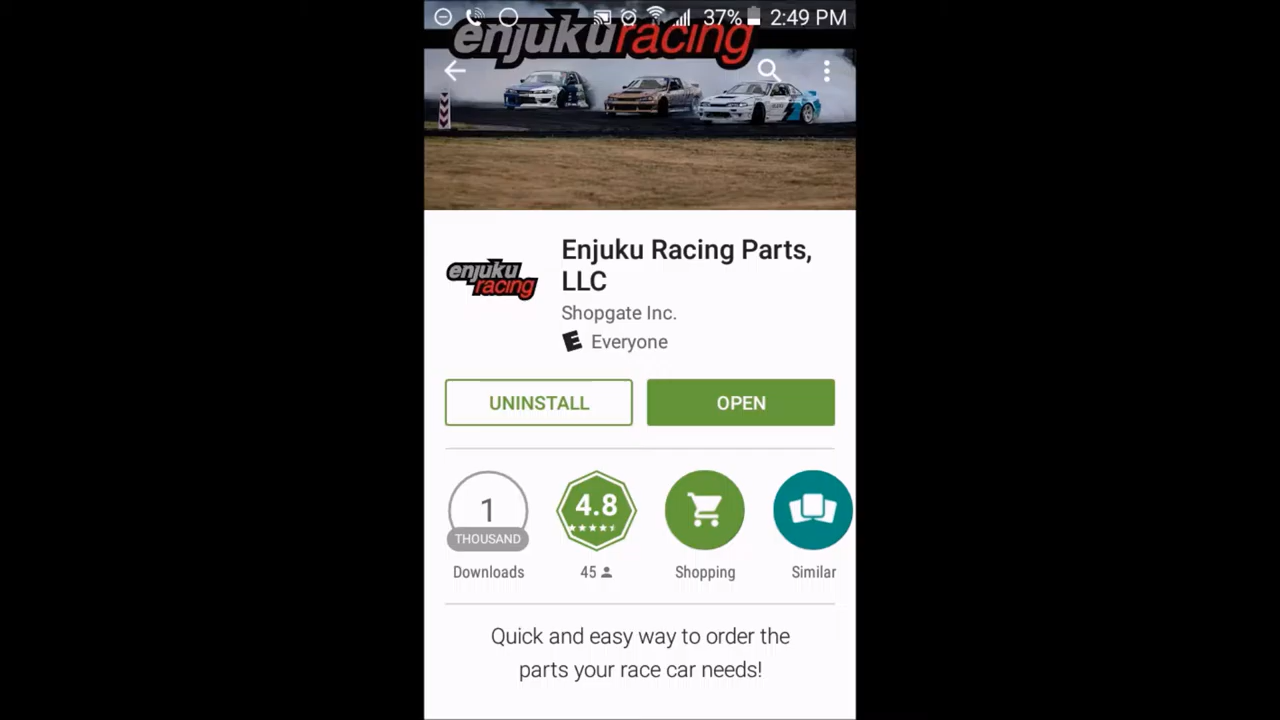 37% 2:49 PM
enjukuracing
enjuku
racing
Enjuku Racing Parts,
LLC
Shopgate Inc.
E Everyone
UNINSTALL
OPEN
1
THOUSAND
4.8
Downloads
45
Shopping
Similar
Quick and easy way to order the
parts your race car needs!